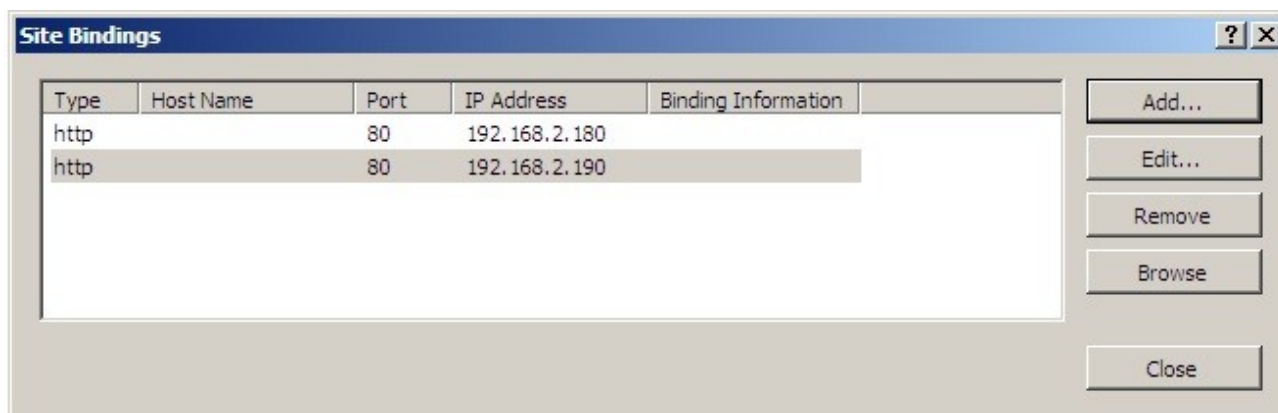 Site Bindings
Type Host Name Port IP Address Binding Information
http 80 192.168.2.180
http 80 192.168.2.190
Add...
Edit...
Remove
Browse
Close